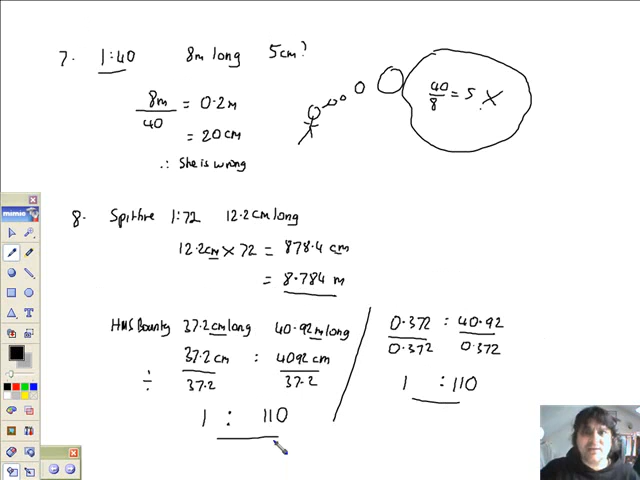 7. 1:40 8m long 5cm?
8m/40 = 0.2m
= 20cm
∴ She is wrong
40/8 = 5 X
mimio
8. Spitfire 1:72 12.2cm long
12.2cm x 72 = 878.4 cm
= 8.784 m
HMS Bounty 37.2cm long 40.92m long
37.2cm : 4092cm
÷ 37.2 37.2
1 : 110
0.372 : 40.92
0.372 0.372
1 : 110